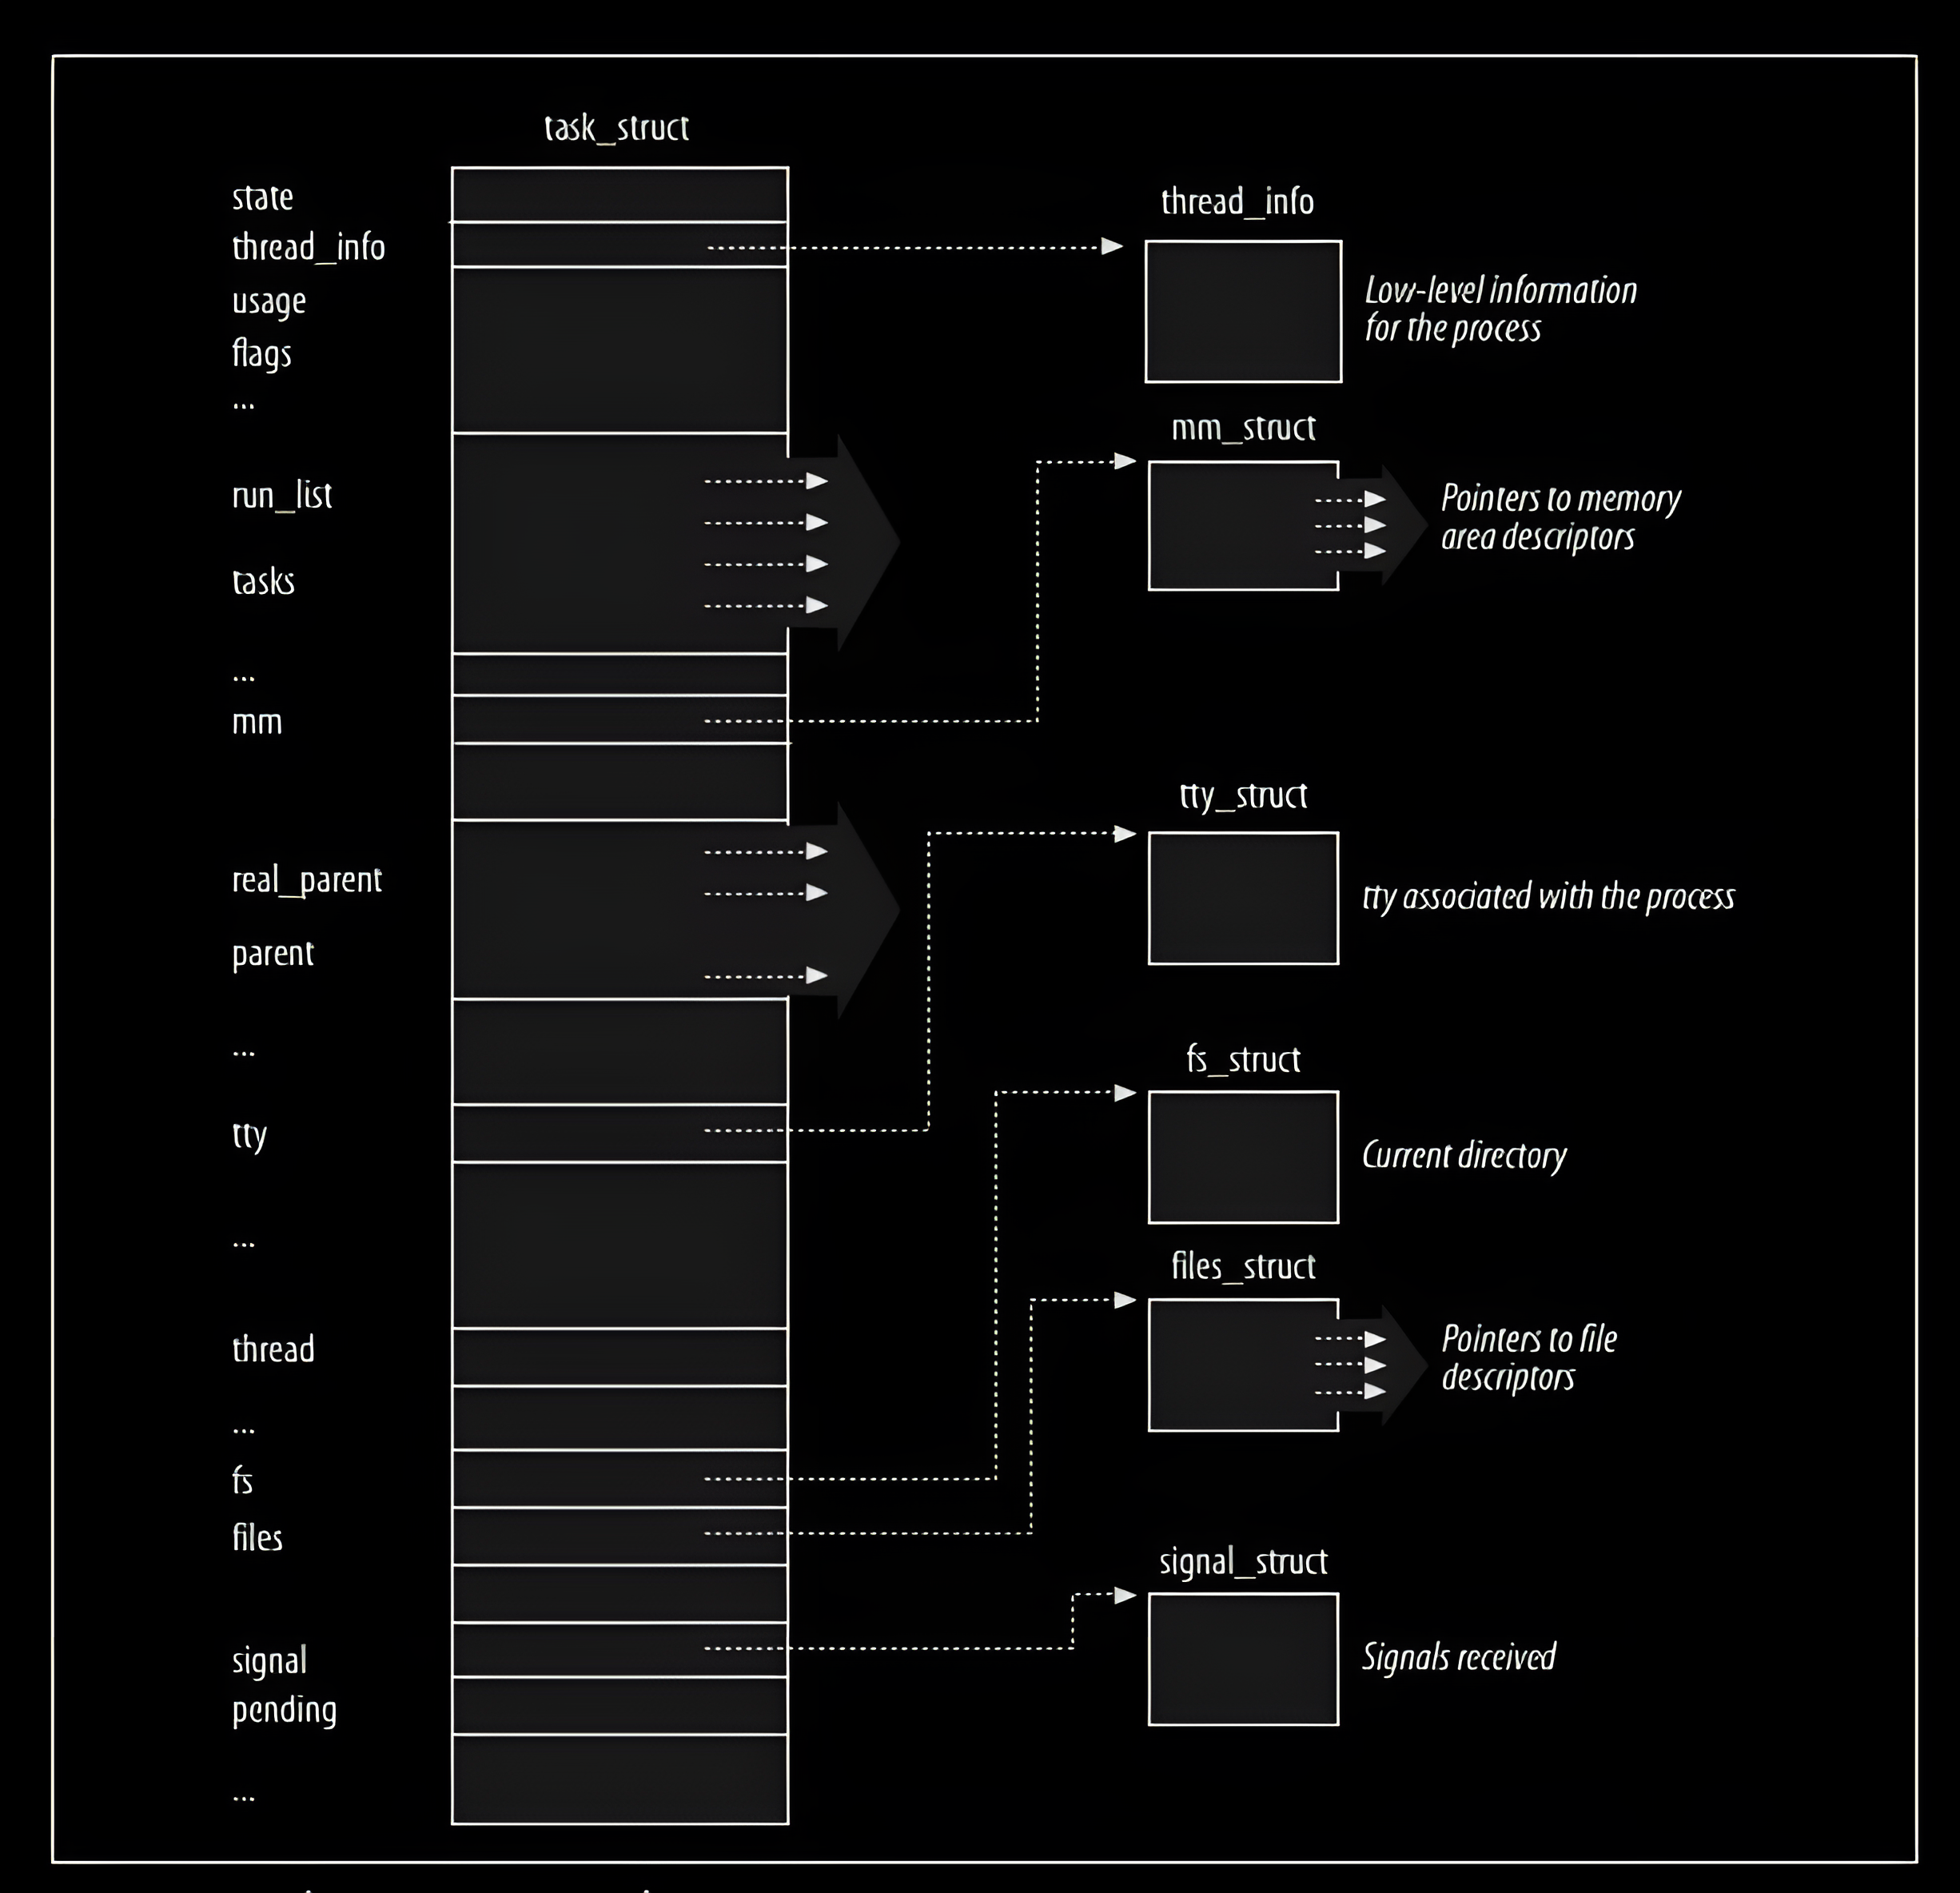 task_struct
state
thread_info
usage
flags
...
run_list
tasks
...
mm
real_parent
parent
...
tty
...
thread
...
fs
files
signal
pending
...
thread_info
Low-level information
for the process
mm_struct
Pointers to memory
area descriptors
tty_struct
tty associated with the process
fs_struct
Current directory
files_struct
Pointers to file
descriptors
signal_struct
Signals received